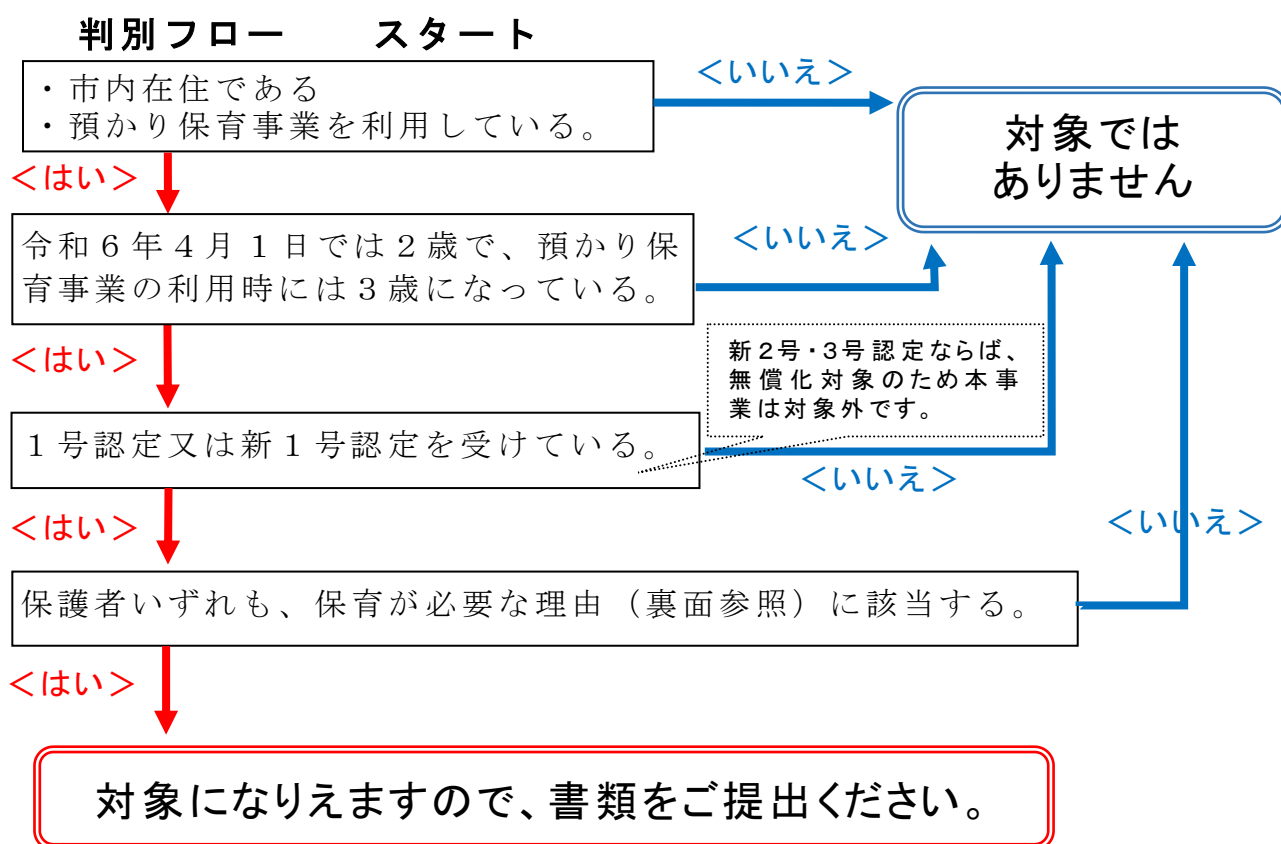 判別フロー　スタート
・市内在住である
・預かり保育事業を利用している。
＜いいえ＞
対象では
ありません
＜はい＞
令和６年４月１日では２歳で、預かり保
育事業の利用時には３歳になっている。
＜いいえ＞
＜はい＞
新2号・3号認定ならば、
無償化対象のため本事
業は対象外です。
１号認定又は新１号認定を受けている。
＜いいえ＞
＜はい＞
＜いいえ＞
保護者いずれも、保育が必要な理由（裏面参照）に該当する。
＜はい＞
対象になりえますので、書類をご提出ください。